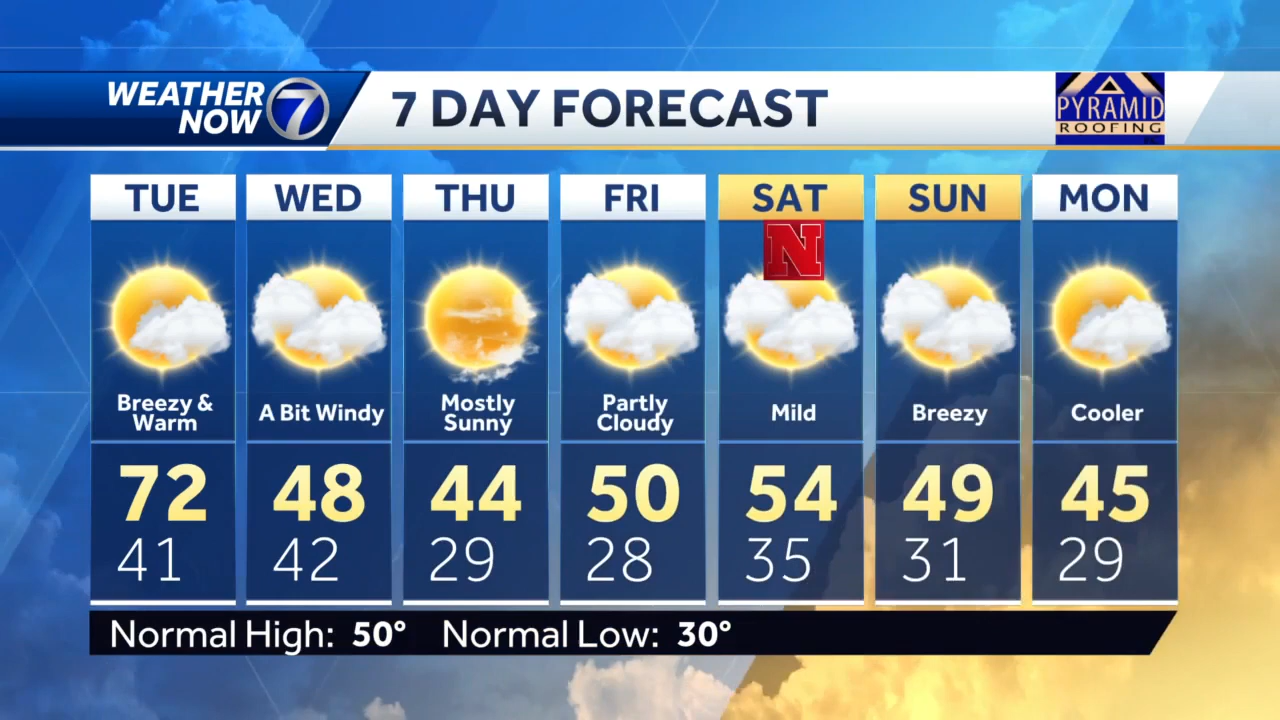 WEATHER
NOW
7
7 DAY FORECAST
PYRAMID
ROOFING
TUE WED THU FRI SAT SUN MON
N
Breezy &
Warm
A Bit Windy
Mostly
Sunny
Partly
Cloudy
Mild
Breezy
Cooler
72 48 44 50 54 49 45
41 42 29 28 35 31 29
Normal High: 50° Normal Low: 30°